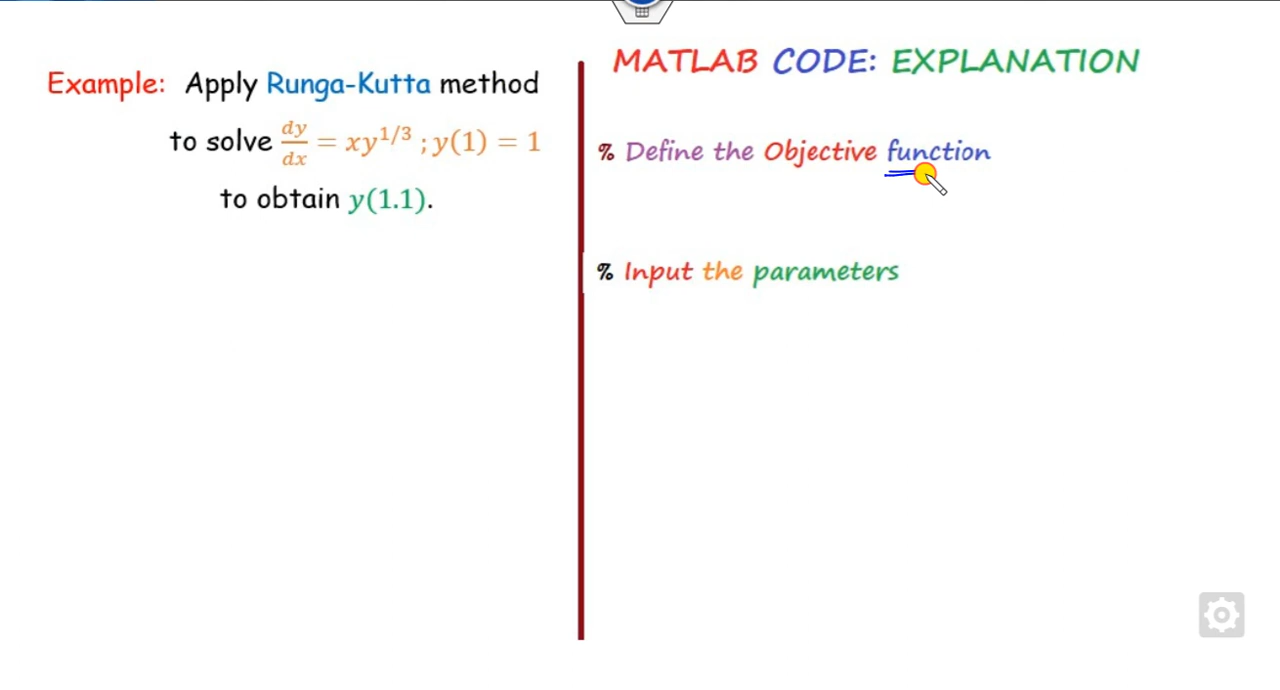 Example: Apply Runga-Kutta method
to solve dy/dx = xy^{1/3} ; y(1) = 1
to obtain y(1.1).
MATLAB CODE: EXPLANATION
% Define the Objective function
% Input the parameters